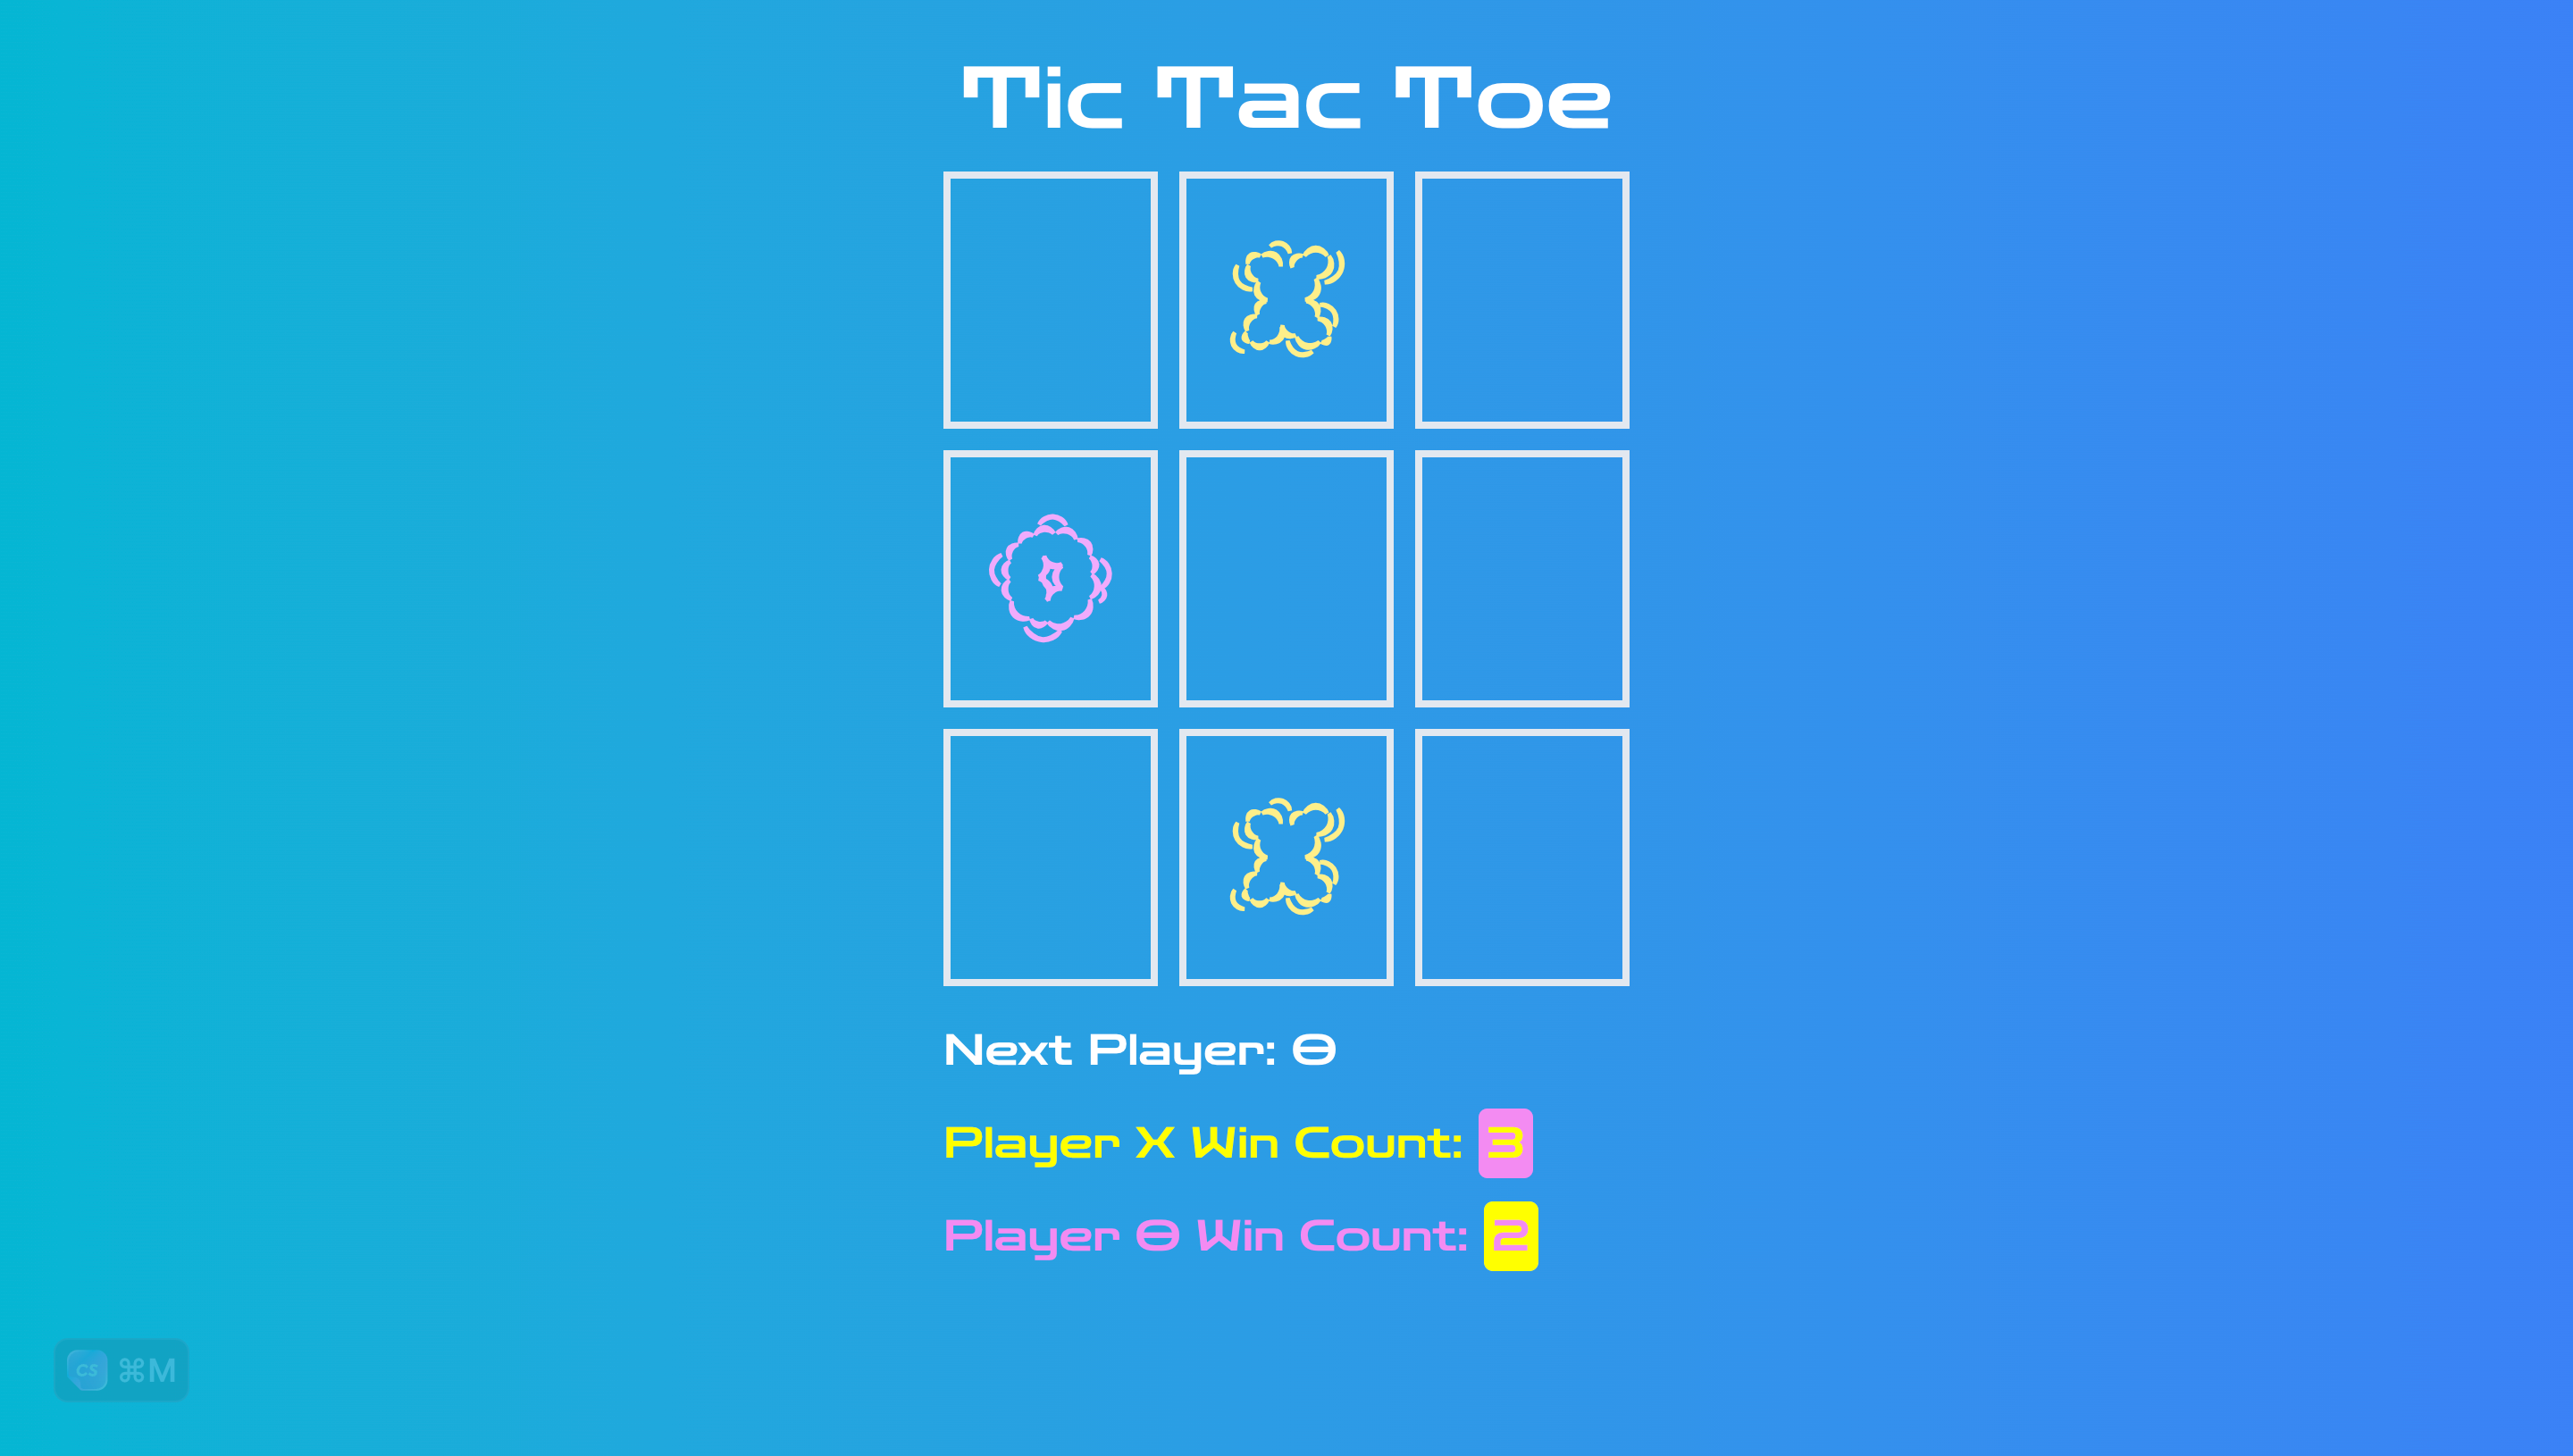 Tic Tac Toe
X
O
X
Next Player: O
Player X Win Count: 3
Player O Win Count: 2
CS ⌘M